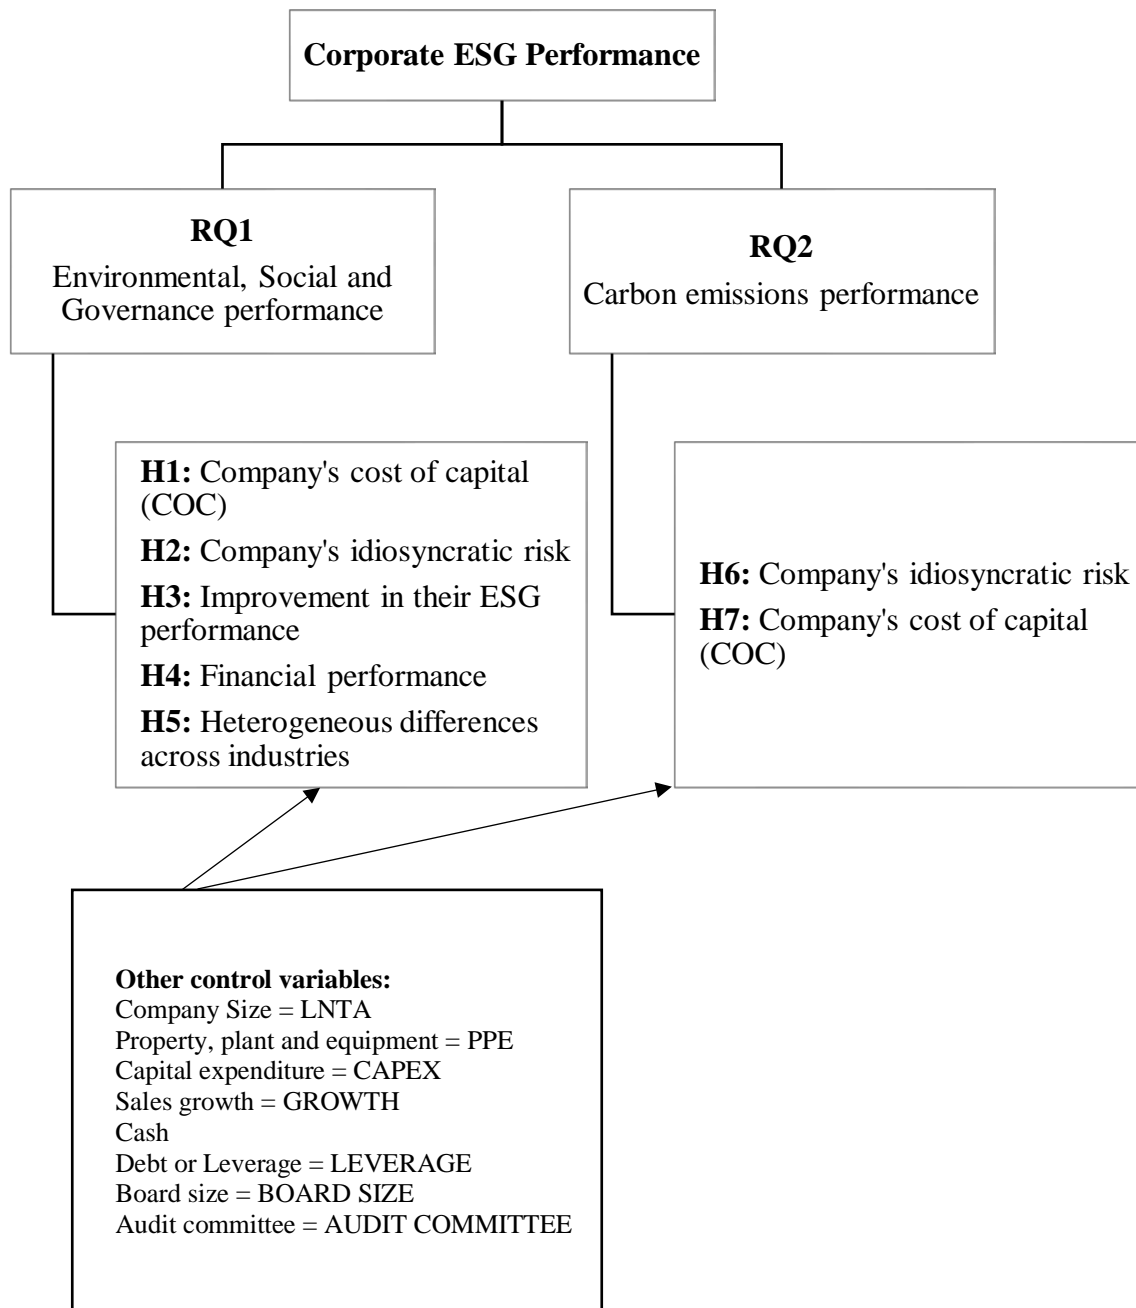 Corporate ESG Performance
RQ1
Environmental, Social and
Governance performance
RQ2
Carbon emissions performance
H1: Company's cost of capital
(COC)
H2: Company's idiosyncratic risk
H3: Improvement in their ESG
performance
H4: Financial performance
H5: Heterogeneous differences
across industries
H6: Company's idiosyncratic risk
H7: Company's cost of capital
(COC)
Other control variables:
Company Size = LNTA
Property, plant and equipment = PPE
Capital expenditure = CAPEX
Sales growth = GROWTH
Cash
Debt or Leverage = LEVERAGE
Board size = BOARD SIZE
Audit committee = AUDIT COMMITTEE